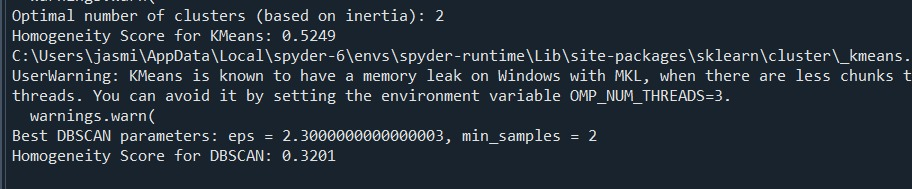 warnings.warn(
Optimal number of clusters (based on inertia): 2
Homogeneity Score for KMeans: 0.5249
C:\Users\jasmi\AppData\Local\spyder-6\envs\spyder-runtime\Lib\site-packages\sklearn\cluster\_kmeans.
UserWarning: KMeans is known to have a memory leak on Windows with MKL, when there are less chunks t
threads. You can avoid it by setting the environment variable OMP_NUM_THREADS=3.
warnings.warn(
Best DBSCAN parameters: eps = 2.3000000000000003, min_samples = 2
Homogeneity Score for DBSCAN: 0.3201